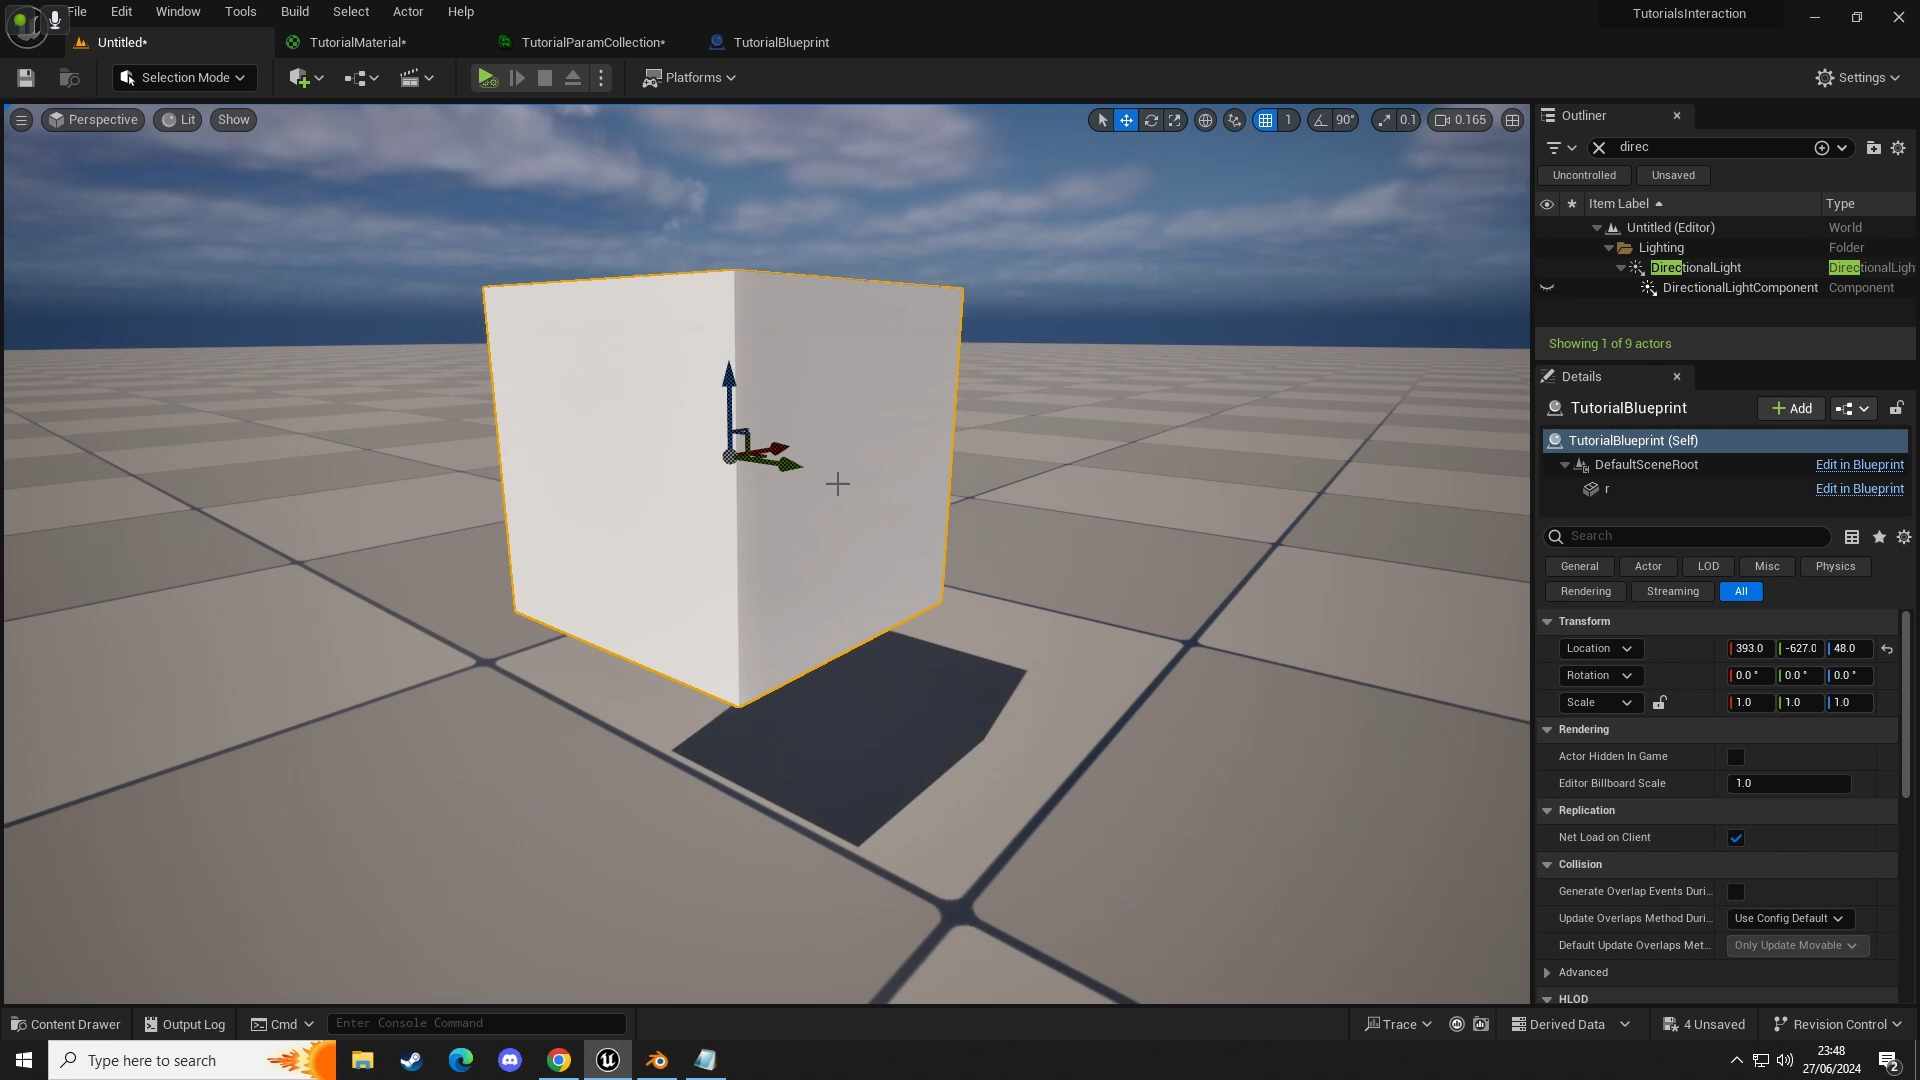 File Edit Window Tools Build Select Actor Help
TutorialsInteraction
Untitled*
TutorialMaterial*
TutorialParamCollection*
TutorialBlueprint
Selection Mode
Platforms
Settings
Perspective
Lit
Show
1
90°
0.1
0.165
Outliner
direc
Uncontrolled
Unsaved
Item Label
Type
Untitled (Editor) World
Lighting Folder
DirectionalLight DirectionalLigh
DirectionalLightComponent Component
Showing 1 of 9 actors
Details
TutorialBlueprint
Add
TutorialBlueprint (Self)
DefaultSceneRoot Edit in Blueprint
r Edit in Blueprint
Search
General Actor LOD Misc Physics
Rendering Streaming All
Transform
Location 393.0 -627.0 48.0
Rotation 0.0 ° 0.0 ° 0.0 °
Scale 1.0 1.0 1.0
Rendering
Actor Hidden In Game
Editor Billboard Scale 1.0
Replication
Net Load on Client
Collision
Generate Overlap Events Duri...
Update Overlaps Method Duri... Use Config Default
Default Update Overlaps Met... Only Update Movable
Advanced
HLOD
Content Drawer
Output Log
Cmd
Enter Console Command
Trace
Derived Data
4 Unsaved
Revision Control
Type here to search
23:48
27/06/2024
2